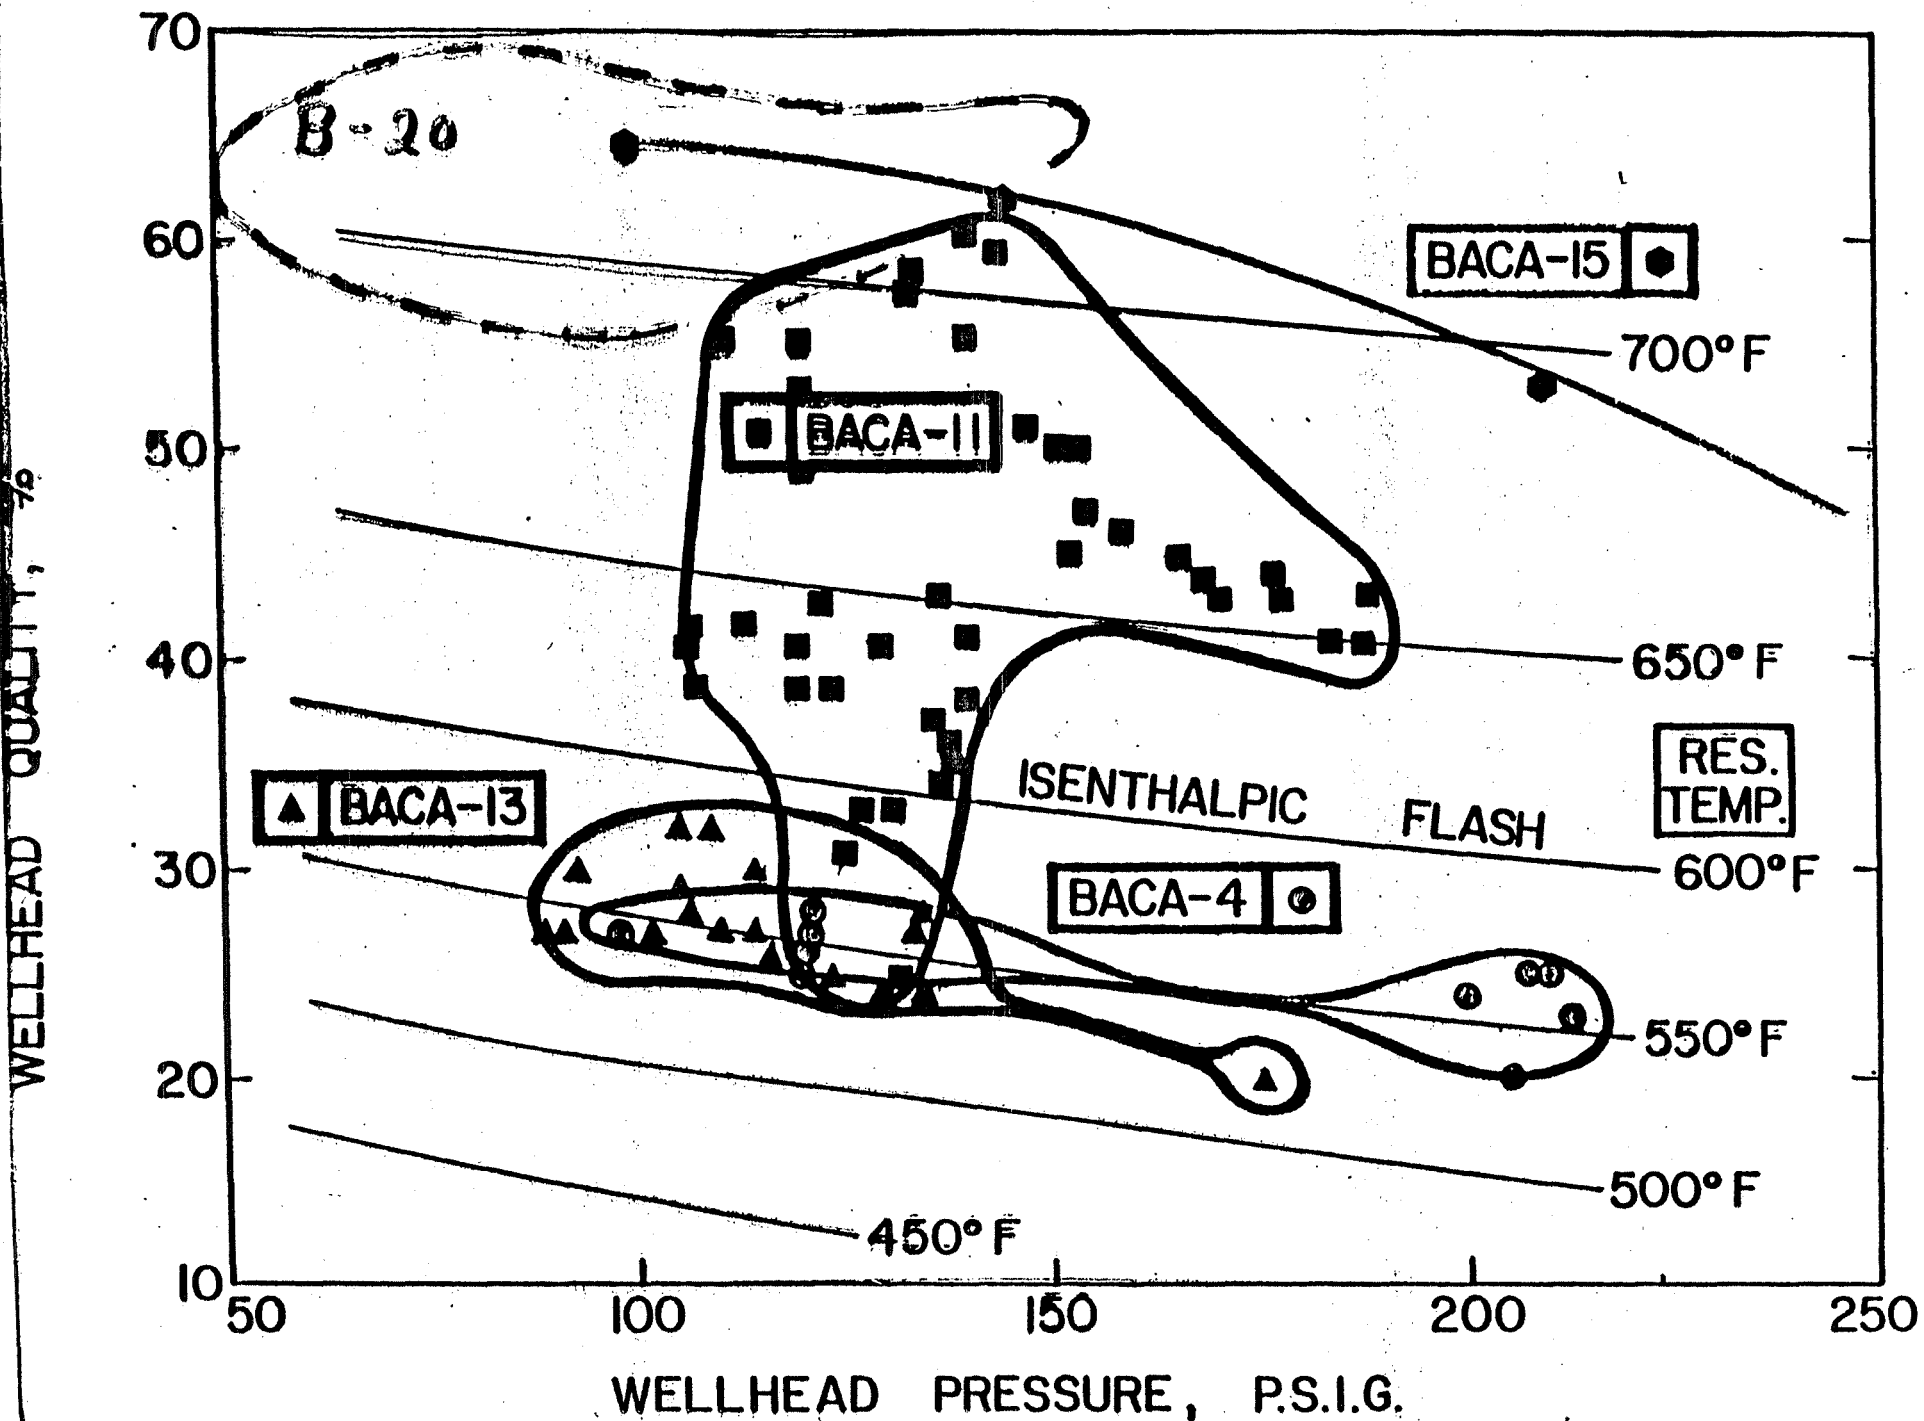 70
B-20
60
BACA-15
700°F
BACA-11
50
WELLHEAD QUALITY, %
40
650°F
RES.
TEMP.
ISENTHALPIC FLASH
BACA-13
30
600°F
BACA-4
550°F
20
500°F
450°F
10
50 100 150 200 250
WELLHEAD PRESSURE, P.S.I.G.